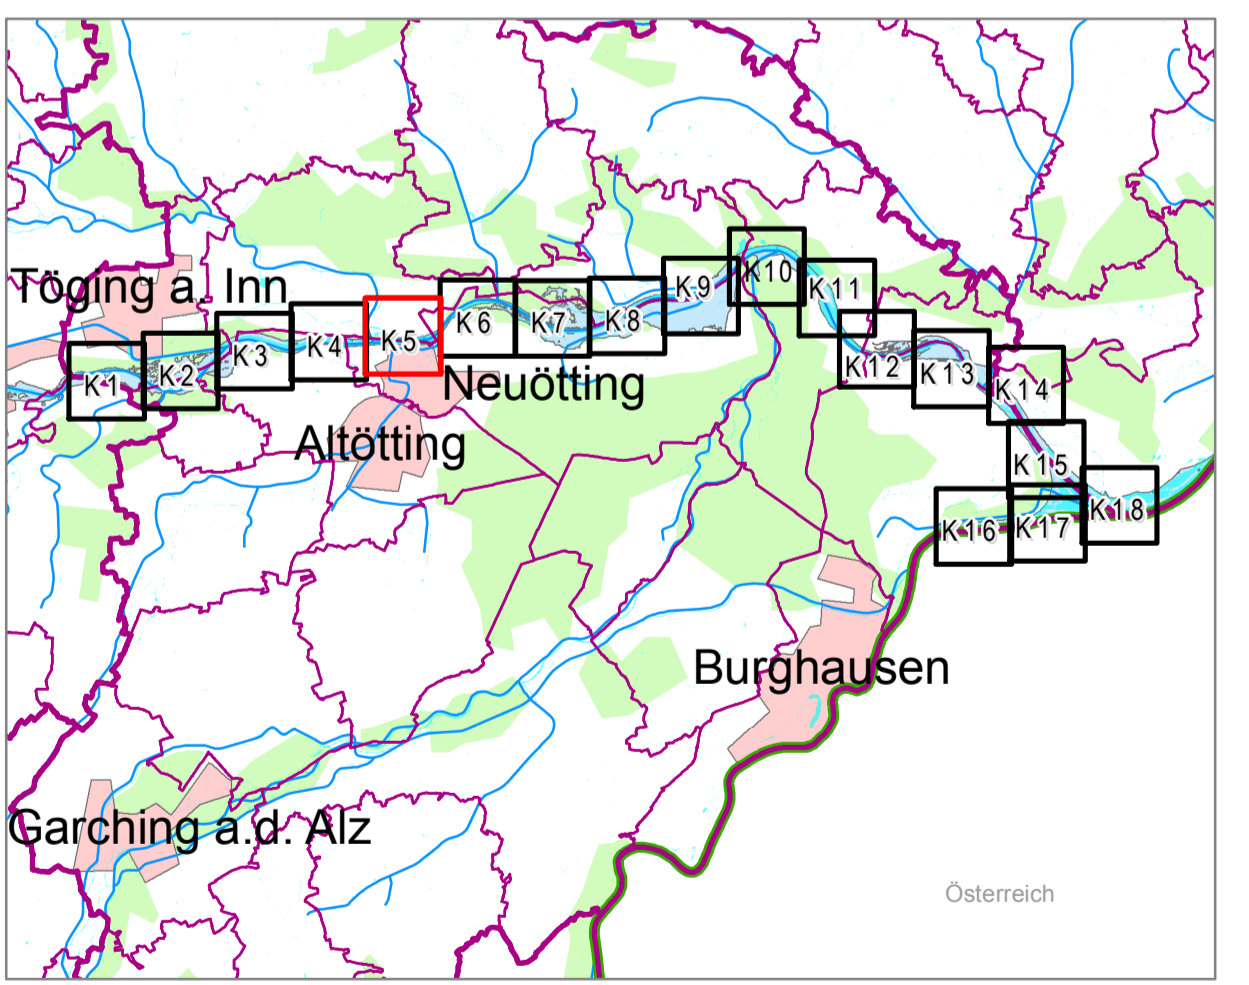 Töging a. Inn
K1
K2
K3
K4
K5
K6
K7
K8
K9
K10
K11
K12
K13
K14
K15
K16
K17
K18
Neuötting
Altötting
Burghausen
Garching a.d. Alz
Österreich